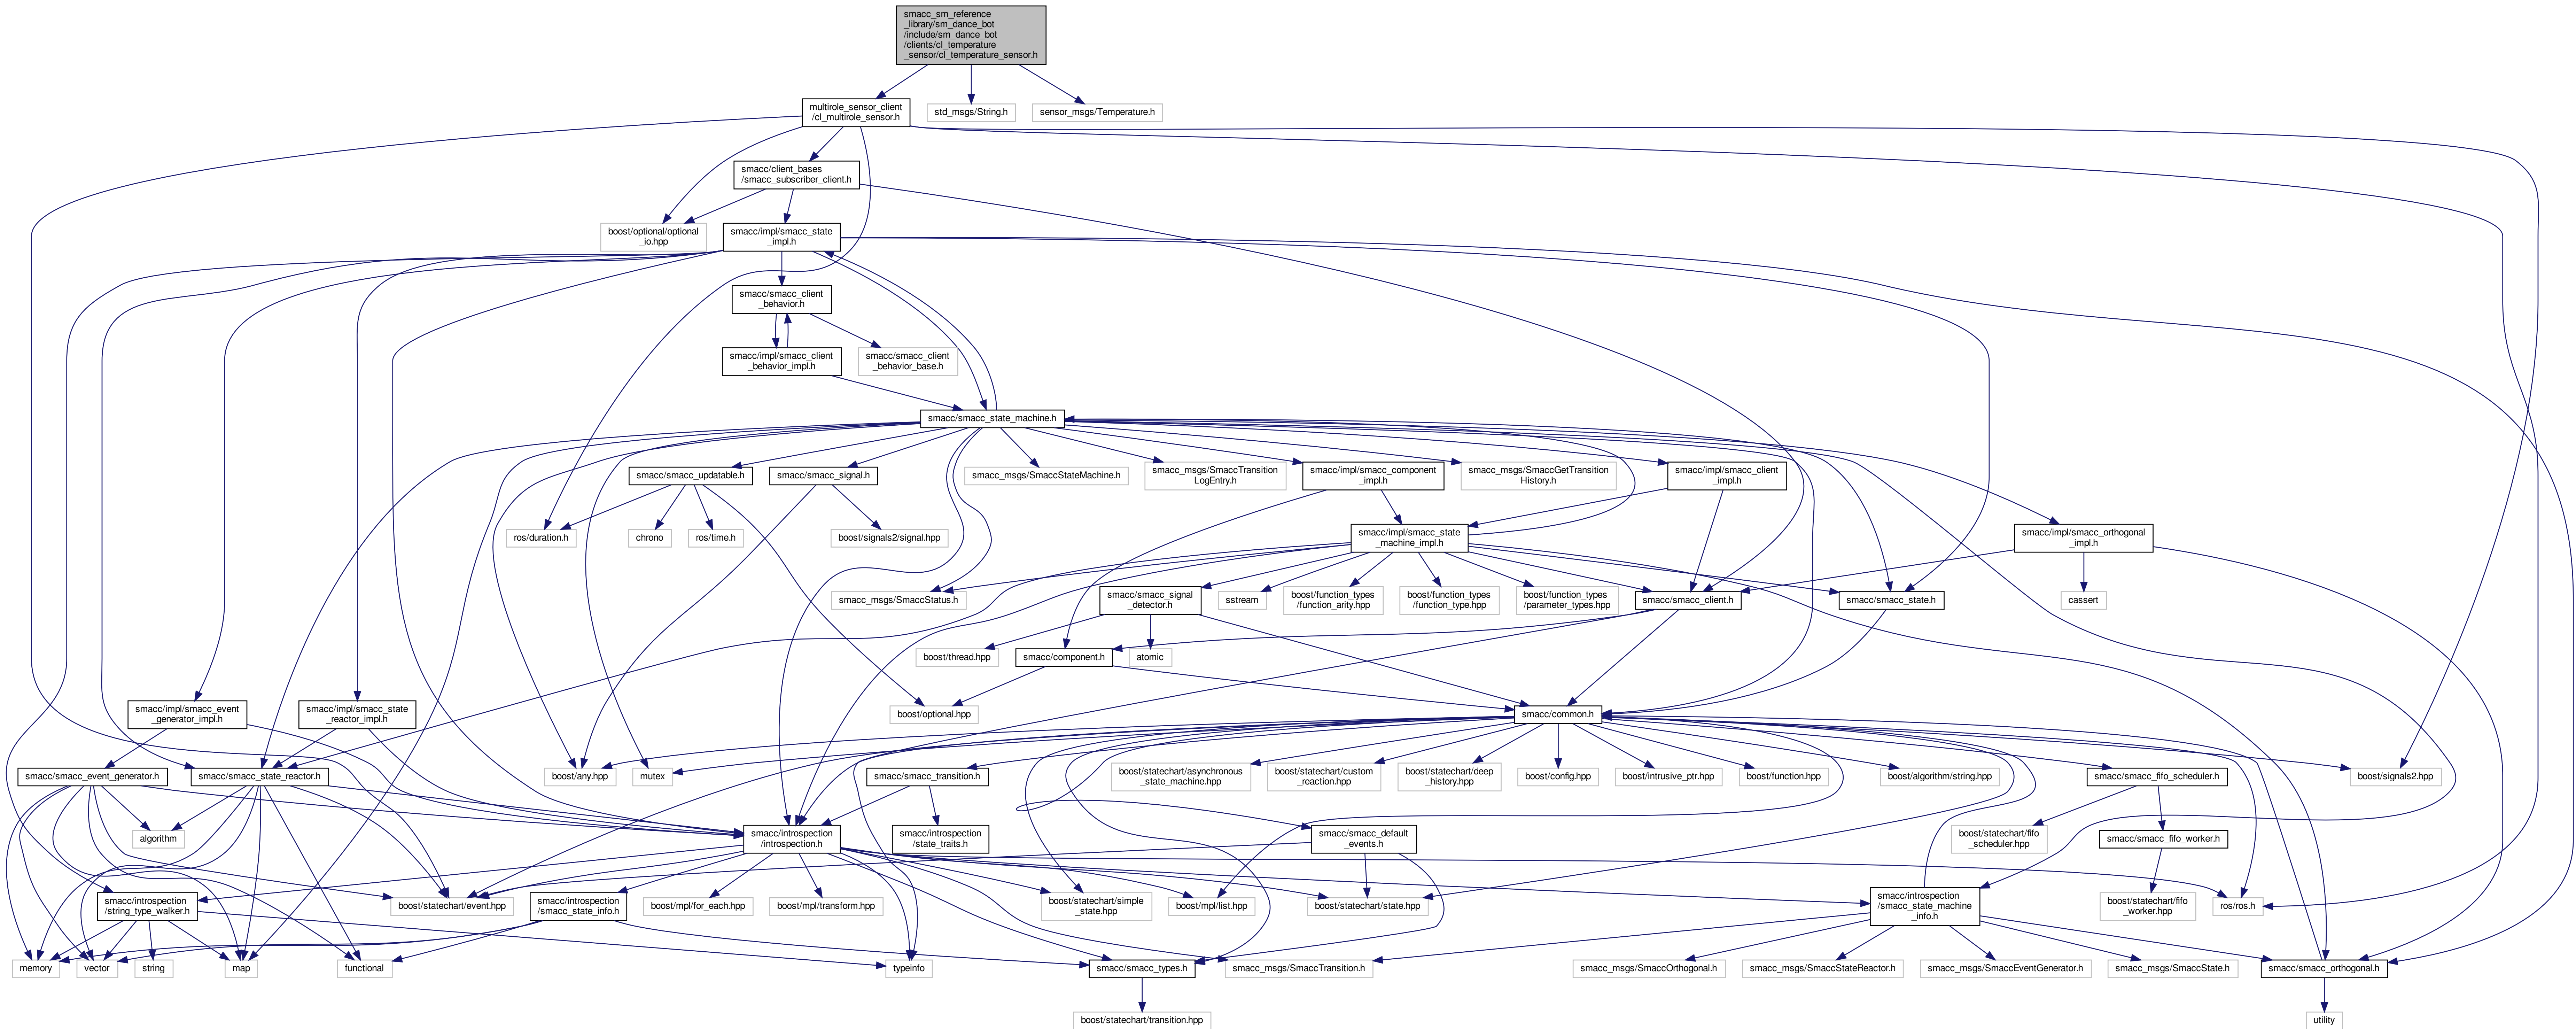 smacc_sm_reference
_library/sm_dance_bot
/include/sm_dance_bot
/clients/cl_temperature
_sensor/cl_temperature_sensor.h
multirole_sensor_client
/cl_multirole_sensor.h
std_msgs/String.h
sensor_msgs/Temperature.h
smacc/client_bases
/smacc_subscriber_client.h
boost/optional/optional
_io.hpp
smacc/impl/smacc_state
_impl.h
smacc/smacc_client
_behavior.h
smacc/impl/smacc_client
_behavior_impl.h
smacc/smacc_client
_behavior_base.h
smacc/smacc_state_machine.h
smacc/smacc_updatable.h
smacc/smacc_signal.h
smacc_msgs/SmaccStateMachine.h
smacc_msgs/SmaccTransition
LogEntry.h
smacc/impl/smacc_component
_impl.h
smacc_msgs/SmaccGetTransition
History.h
smacc/impl/smacc_client
_impl.h
ros/duration.h
chrono
ros/time.h
boost/signals2/signal.hpp
smacc/impl/smacc_state
_machine_impl.h
smacc/impl/smacc_orthogonal
_impl.h
smacc_msgs/SmaccStatus.h
smacc/smacc_signal
_detector.h
sstream
boost/function_types
/function_arity.hpp
boost/function_types
/function_type.hpp
boost/function_types
/parameter_types.hpp
smacc/smacc_client.h
smacc/smacc_state.h
cassert
boost/thread.hpp
smacc/component.h
atomic
smacc/impl/smacc_event
_generator_impl.h
smacc/impl/smacc_state
_reactor_impl.h
boost/optional.hpp
smacc/common.h
smacc/smacc_event_generator.h
smacc/smacc_state_reactor.h
boost/any.hpp
mutex
smacc/smacc_transition.h
boost/statechart/asynchronous
_state_machine.hpp
boost/statechart/custom
_reaction.hpp
boost/statechart/deep
_history.hpp
boost/config.hpp
boost/intrusive_ptr.hpp
boost/function.hpp
boost/algorithm/string.hpp
smacc/smacc_fifo_scheduler.h
boost/signals2.hpp
algorithm
smacc/introspection
/introspection.h
smacc/introspection
/state_traits.h
smacc/smacc_default
_events.h
boost/statechart/fifo
_scheduler.hpp
smacc/smacc_fifo_worker.h
smacc/introspection
/string_type_walker.h
boost/statechart/event.hpp
smacc/introspection
/smacc_state_info.h
boost/mpl/for_each.hpp
boost/mpl/transform.hpp
boost/statechart/simple
_state.hpp
boost/mpl/list.hpp
boost/statechart/state.hpp
smacc/introspection
/smacc_state_machine
_info.h
boost/statechart/fifo
_worker.hpp
ros/ros.h
memory
vector
string
map
functional
typeinfo
smacc/smacc_types.h
smacc_msgs/SmaccTransition.h
smacc_msgs/SmaccOrthogonal.h
smacc_msgs/SmaccStateReactor.h
smacc_msgs/SmaccEventGenerator.h
smacc_msgs/SmaccState.h
smacc/smacc_orthogonal.h
boost/statechart/transition.hpp
utility